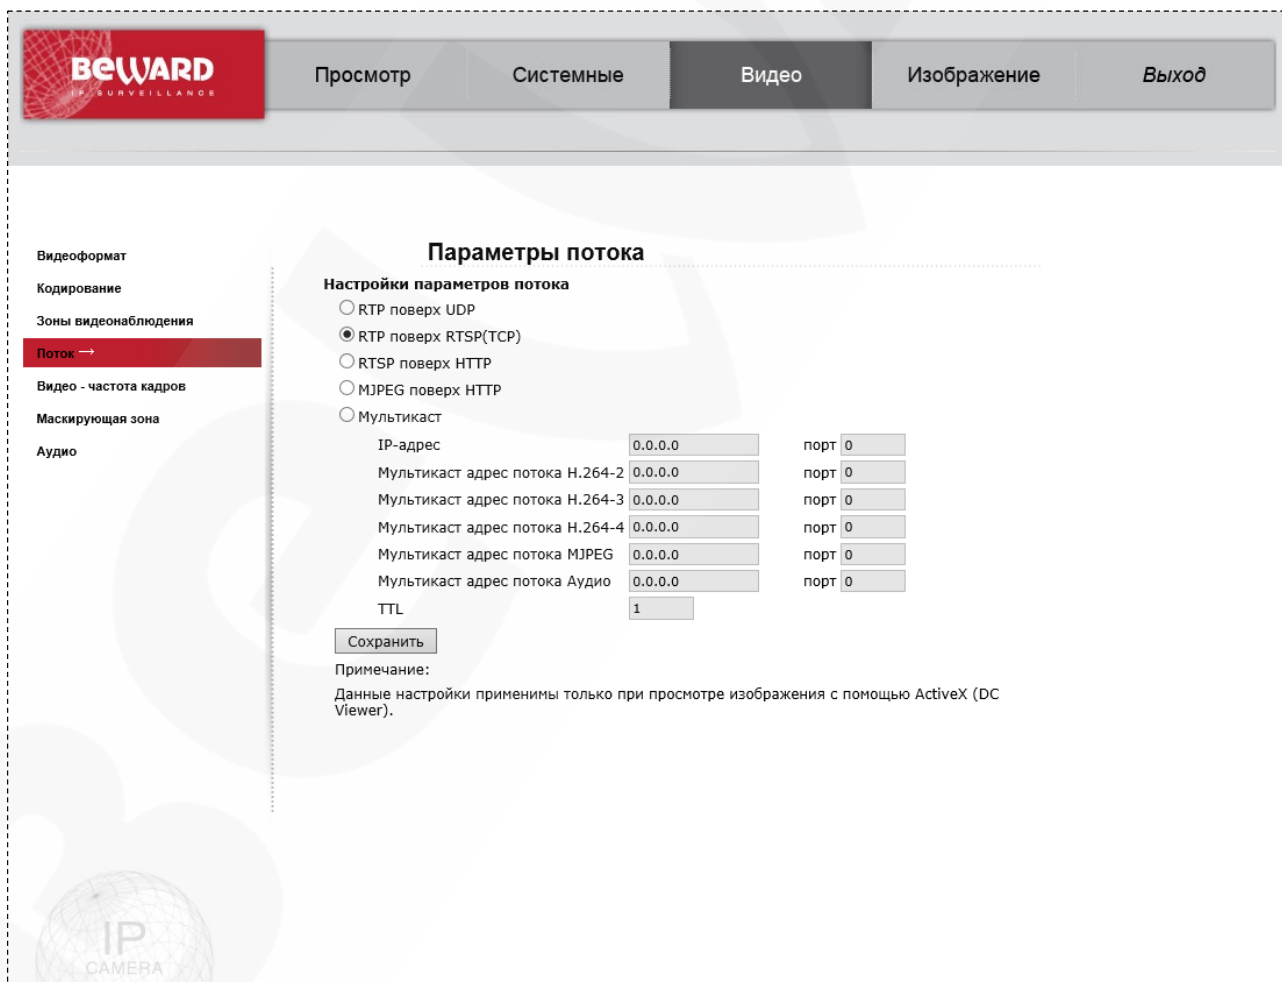 BEWARD
IP SURVEILLANCE
Просмотр
Системные
Видео
Изображение
Выход
Видеоформат
Кодирование
Зоны видеонаблюдения
Поток →
Видео - частота кадров
Маскирующая зона
Аудио
Параметры потока
Настройки параметров потока
RTP поверх UDP
RTP поверх RTSP(TCP)
RTSP поверх HTTP
MJPEG поверх HTTP
Мультикаст
IP-адрес 0.0.0.0 порт 0
Мультикаст адрес потока H.264-2 0.0.0.0 порт 0
Мультикаст адрес потока H.264-3 0.0.0.0 порт 0
Мультикаст адрес потока H.264-4 0.0.0.0 порт 0
Мультикаст адрес потока MJPEG 0.0.0.0 порт 0
Мультикаст адрес потока Аудио 0.0.0.0 порт 0
TTL 1
Сохранить
Примечание:
Данные настройки применимы только при просмотре изображения с помощью ActiveX (DC
Viewer).
IP
CAMERA